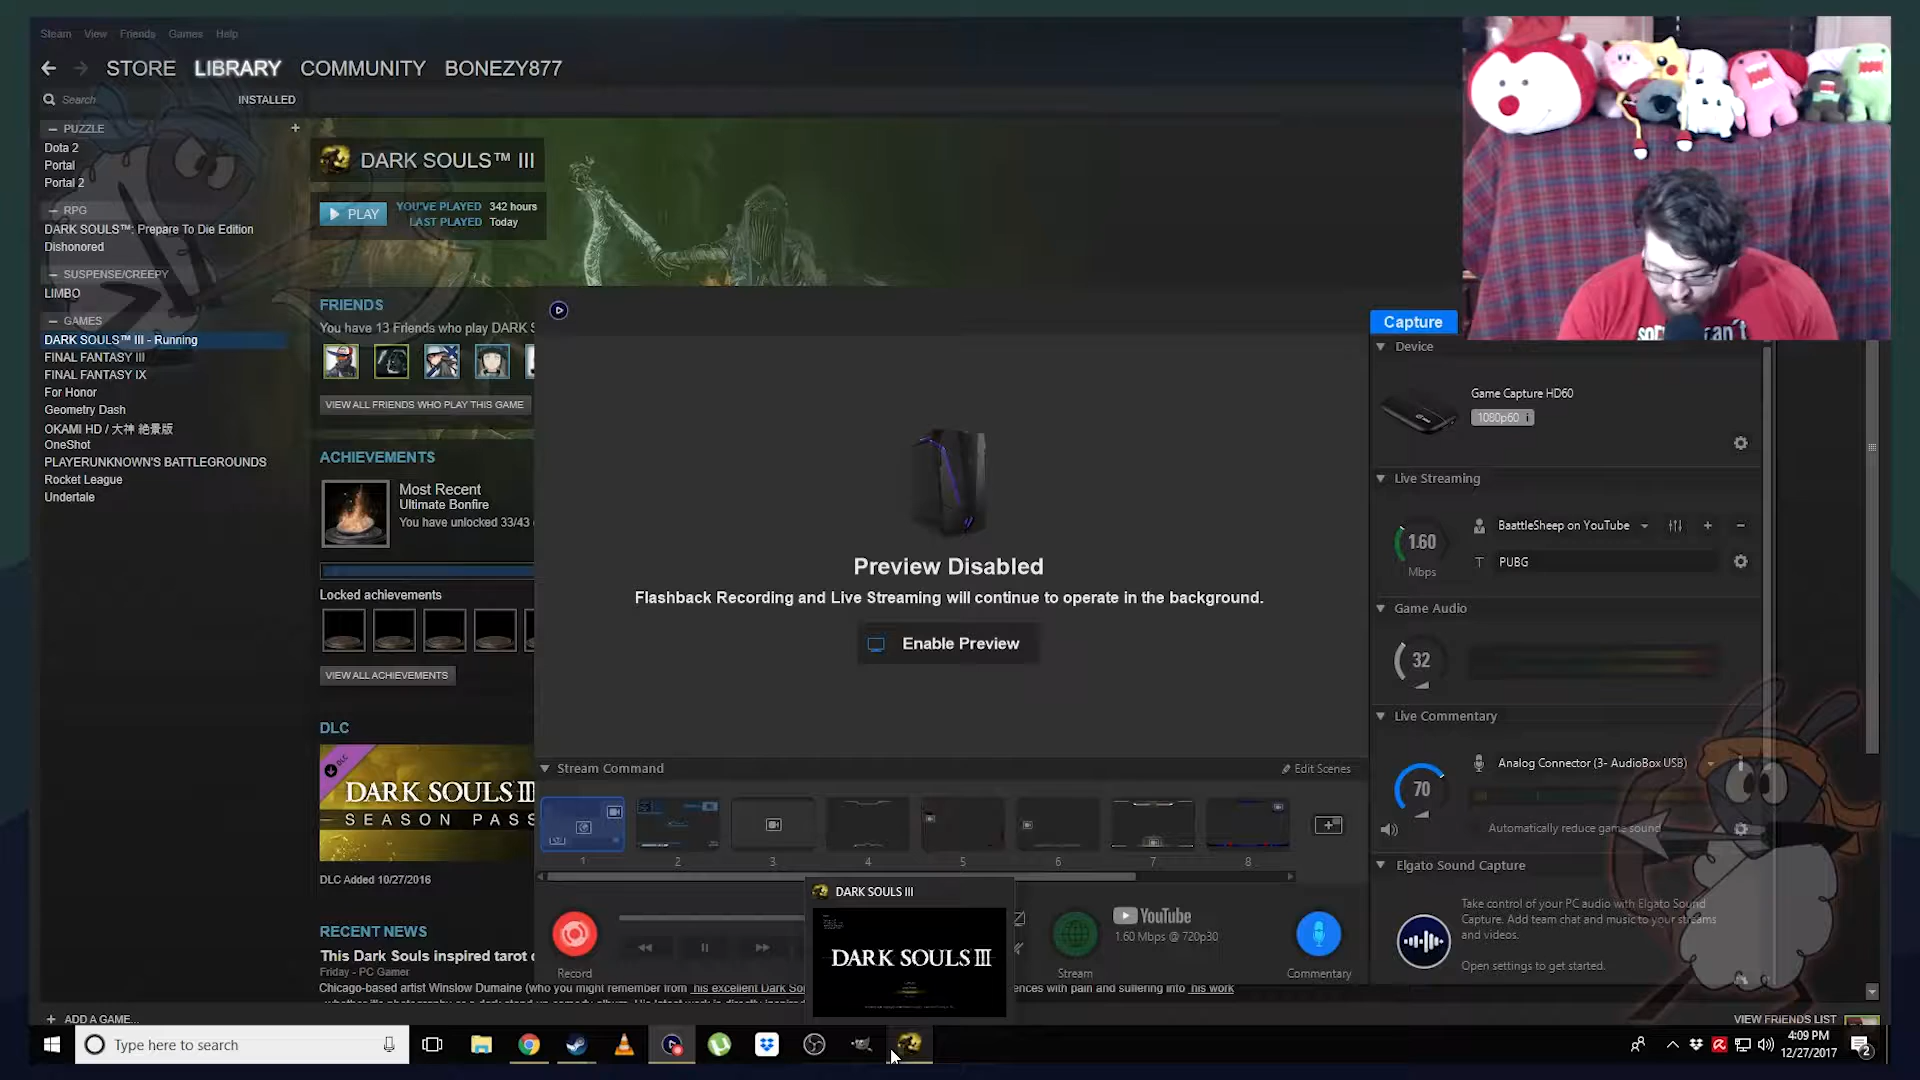 Steam View Friends Games Help
STORE LIBRARY COMMUNITY BONEZY877
Search INSTALLED
PUZZLE
Dota 2
Portal
Portal 2
RPG
DARK SOULS™: Prepare To Die Edition
Dishonored
SUSPENSE/CREEPY
LIMBO
GAMES
DARK SOULS™ III - Running
FINAL FANTASY III
FINAL FANTASY IX
For Honor
Geometry Dash
OKAMI HD / 大神 絶景版
OneShot
PLAYERUNKNOWN'S BATTLEGROUNDS
Rocket League
Undertale
ADD A GAME...
DARK SOULS™ III
PLAY
YOU'VE PLAYED 342 hours
LAST PLAYED Today
FRIENDS
You have 13 Friends who play DARK S
VIEW ALL FRIENDS WHO PLAY THIS GAME
ACHIEVEMENTS
Most Recent
Ultimate Bonfire
You have unlocked 33/43
Locked achievements
VIEW ALL ACHIEVEMENTS
DLC
DLC
DARK SOULS III
SEASON PASS
DLC Added 10/27/2016
RECENT NEWS
This Dark Souls inspired tarot
Friday - PC Gamer
Chicago-based artist Winslow Dumaine (who you might remember from his excellent Dark So
ences with pain and suffering into his work
Preview Disabled
Flashback Recording and Live Streaming will continue to operate in the background.
Enable Preview
Stream Command Edit Scenes
1 2 3 4 5 6 7 8
DARK SOULS III
DARK SOULS III
Record
Stream
YouTube
1.60 Mbps @ 720p30
Commentary
Capture
Device
Game Capture HD60
1080p60 i
Live Streaming
1.60
Mbps
BaattleSheep on YouTube
PUBG
Game Audio
32
Live Commentary
70
Analog Connector (3- AudioBox USB)
Automatically reduce game sound
Elgato Sound Capture
Take control of your PC audio with Elgato Sound
Capture. Add team chat and music to your streams
and videos.
Open settings to get started.
VIEW FRIENDS LIST
can't
Type here to search
4:09 PM
12/27/2017
2